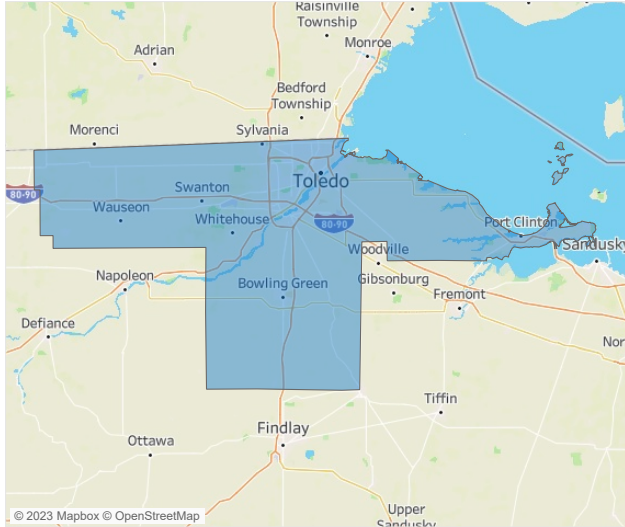 Raisinville
Township
Adrian
Monroe
Bedford
Township
Morenci
Sylvania
Toledo
80-90
Swanton
Wauseon
Whitehouse
80-90
Port Clinton
Sandusky
Woodville
Napoleon
Gibsonburg
Bowling Green
Fremont
Defiance
Nor
Tiffin
Findlay
Ottawa
Upper
Sandusky
© 2023 Mapbox © OpenStreetMap